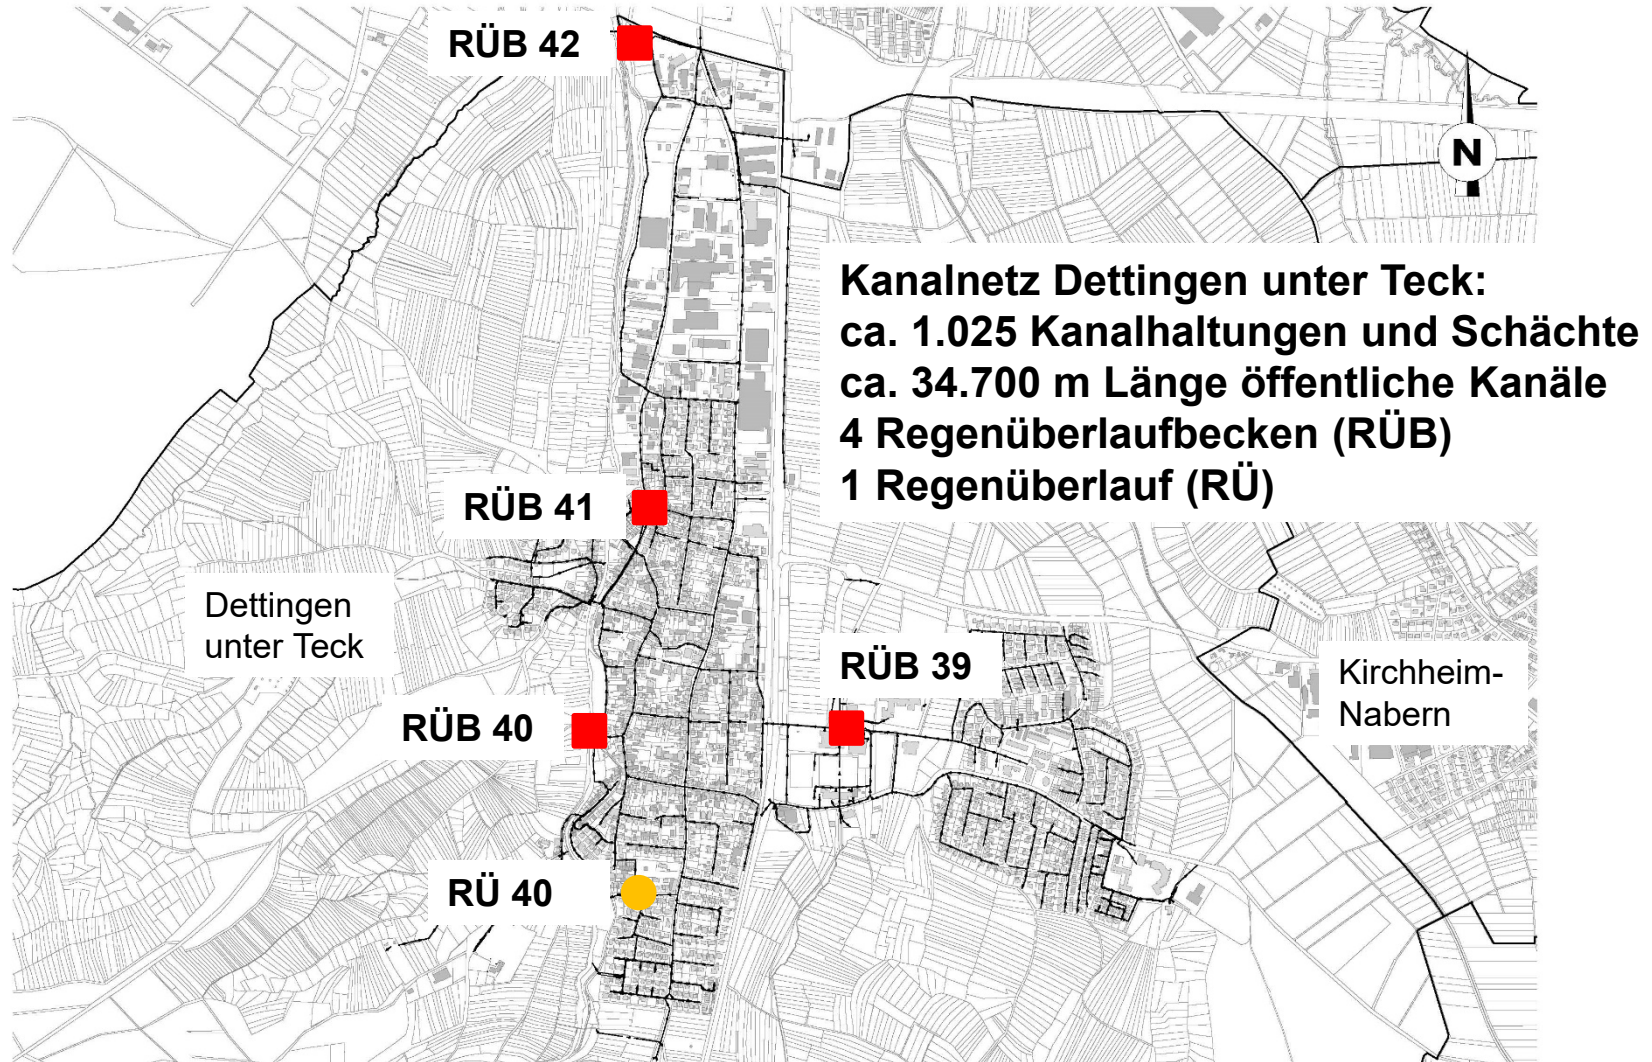 RÜB 42
N
Kanalnetz Dettingen unter Teck:
ca. 1.025 Kanalhaltungen und Schächte
ca. 34.700 m Länge öffentliche Kanäle
4 Regenüberlaufbecken (RÜB)
1 Regenüberlauf (RÜ)
RÜB 41
Dettingen
unter Teck
RÜB 39
Kirchheim-
Nabern
RÜB 40
RÜ 40